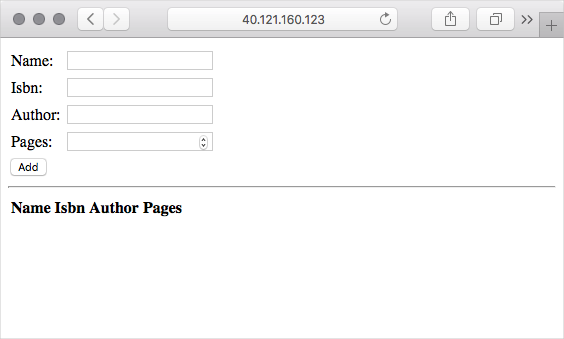 40.121.160.123
Name:
Isbn:
Author:
Pages:
Add
Name Isbn Author Pages